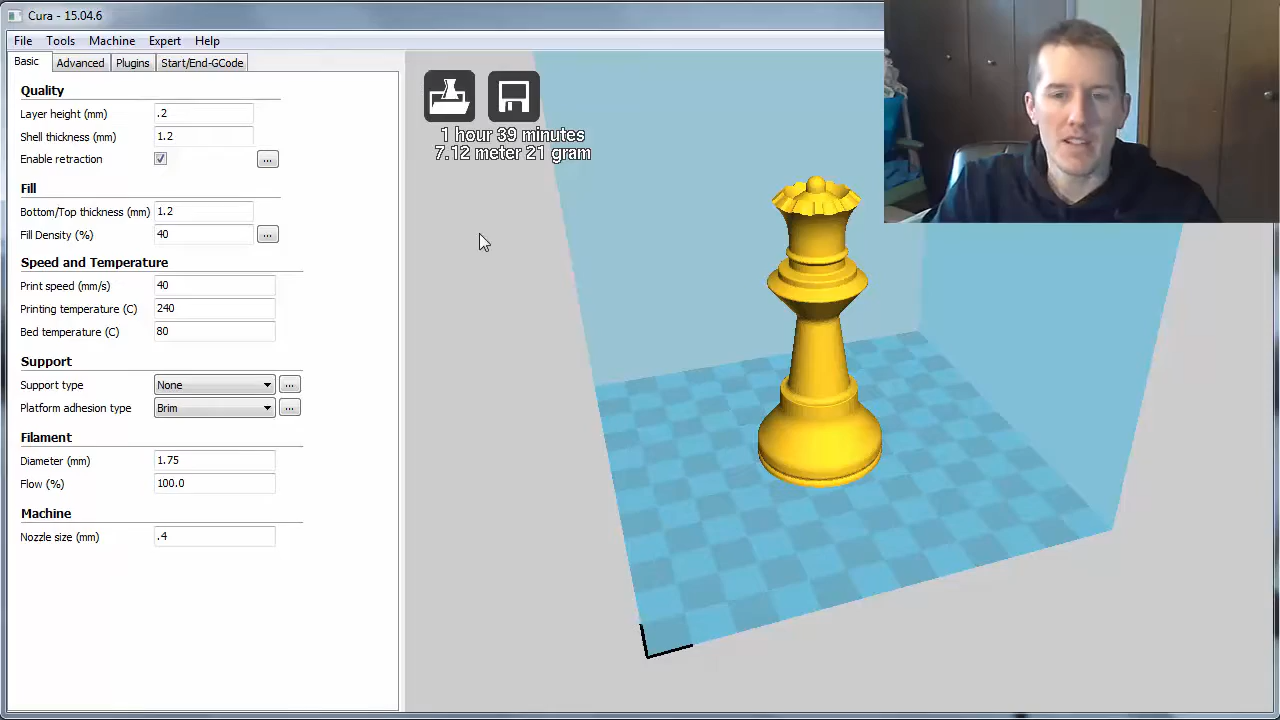 Cura - 15.04.6
File Tools Machine Expert Help
Basic Advanced Plugins Start/End-GCode
Quality
Layer height (mm) .2
Shell thickness (mm) 1.2
Enable retraction ...
Fill
Bottom/Top thickness (mm) 1.2
Fill Density (%) 40 ...
Speed and Temperature
Print speed (mm/s) 40
Printing temperature (C) 240
Bed temperature (C) 80
Support
Support type None ...
Platform adhesion type Brim ...
Filament
Diameter (mm) 1.75
Flow (%) 100.0
Machine
Nozzle size (mm) .4
1 hour 39 minutes
7.12 meter 21 gram